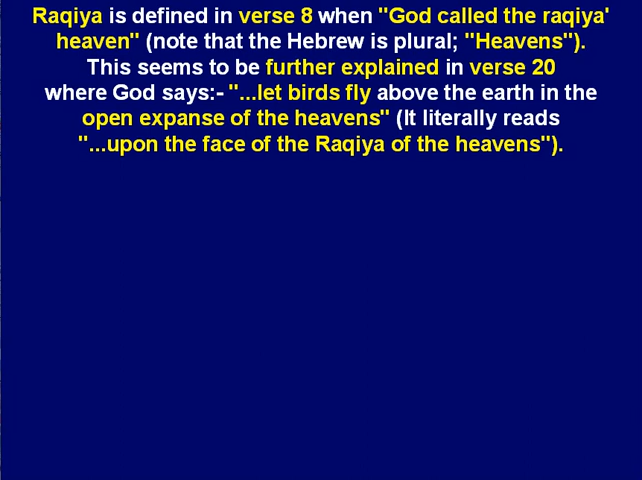 Raqiya is defined in verse 8 when "God called the raqiya'
heaven" (note that the Hebrew is plural; "Heavens").
This seems to be further explained in verse 20
where God says:- "...let birds fly above the earth in the
open expanse of the heavens" (It literally reads
"...upon the face of the Raqiya of the heavens").